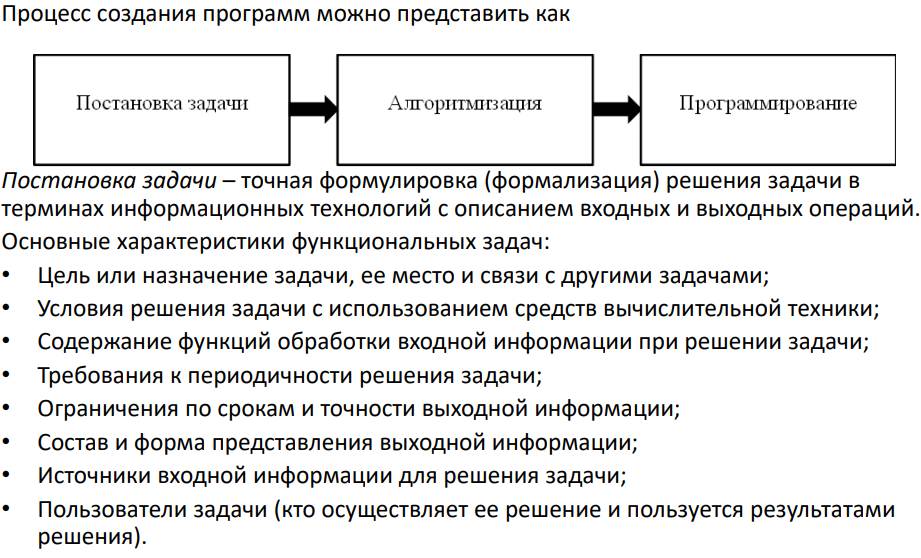 Процесс создания программ можно представить как
Постановка задачи
Алгоритмизация
Программирование
Постановка задачи – точная формулировка (формализация) решения задачи в
терминах информационных технологий с описанием входных и выходных операций.
Основные характеристики функциональных задач:
• Цель или назначение задачи, ее место и связи с другими задачами;
• Условия решения задачи с использованием средств вычислительной техники;
• Содержание функций обработки входной информации при решении задачи;
• Требования к периодичности решения задачи;
• Ограничения по срокам и точности выходной информации;
• Состав и форма представления выходной информации;
• Источники входной информации для решения задачи;
• Пользователи задачи (кто осуществляет ее решение и пользуется результатами
решения).